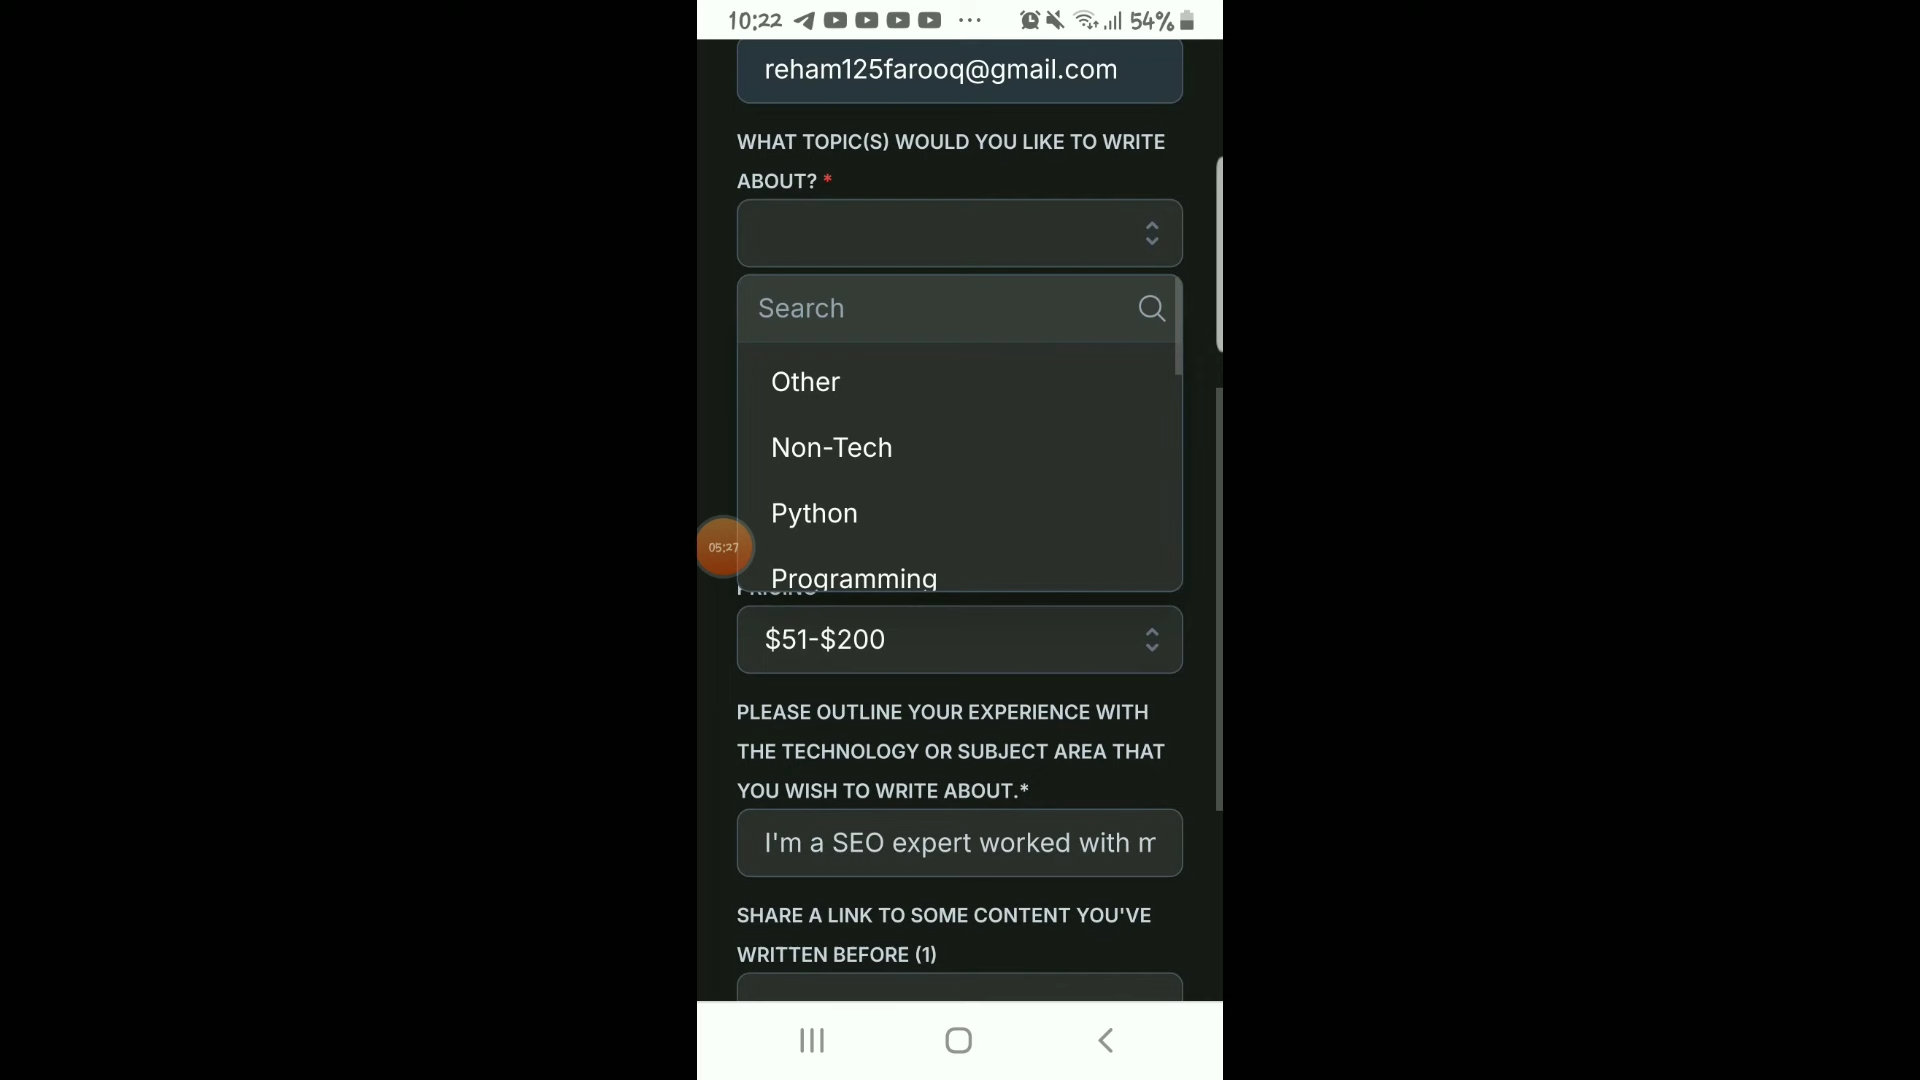 10:22 ... 54%
reham125farooq@gmail.com
WHAT TOPIC(S) WOULD YOU LIKE TO WRITE
ABOUT? *
Search
Other
Non-Tech
Python
05:27
Programming
PRICING
$51-$200
PLEASE OUTLINE YOUR EXPERIENCE WITH
THE TECHNOLOGY OR SUBJECT AREA THAT
YOU WISH TO WRITE ABOUT.*
I'm a SEO expert worked with m
SHARE A LINK TO SOME CONTENT YOU'VE
WRITTEN BEFORE (1)